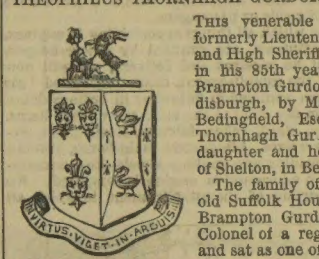 THEOPHILUS THORNHAGH GURDON
THIS venerable
formerly Lieuten
and High Sheriff
in his 85th yea
Brampton Gurdo
disburgh, by M
Bedingfield, Esq
Thornhagh Gur
daughter and he
of Shelton, in Be
The family of
old Suffolk Hou
Brampton Gurd
Colonel of a reg
and sat as one of
VIRTUS·VIGET·IN·ARDUIS